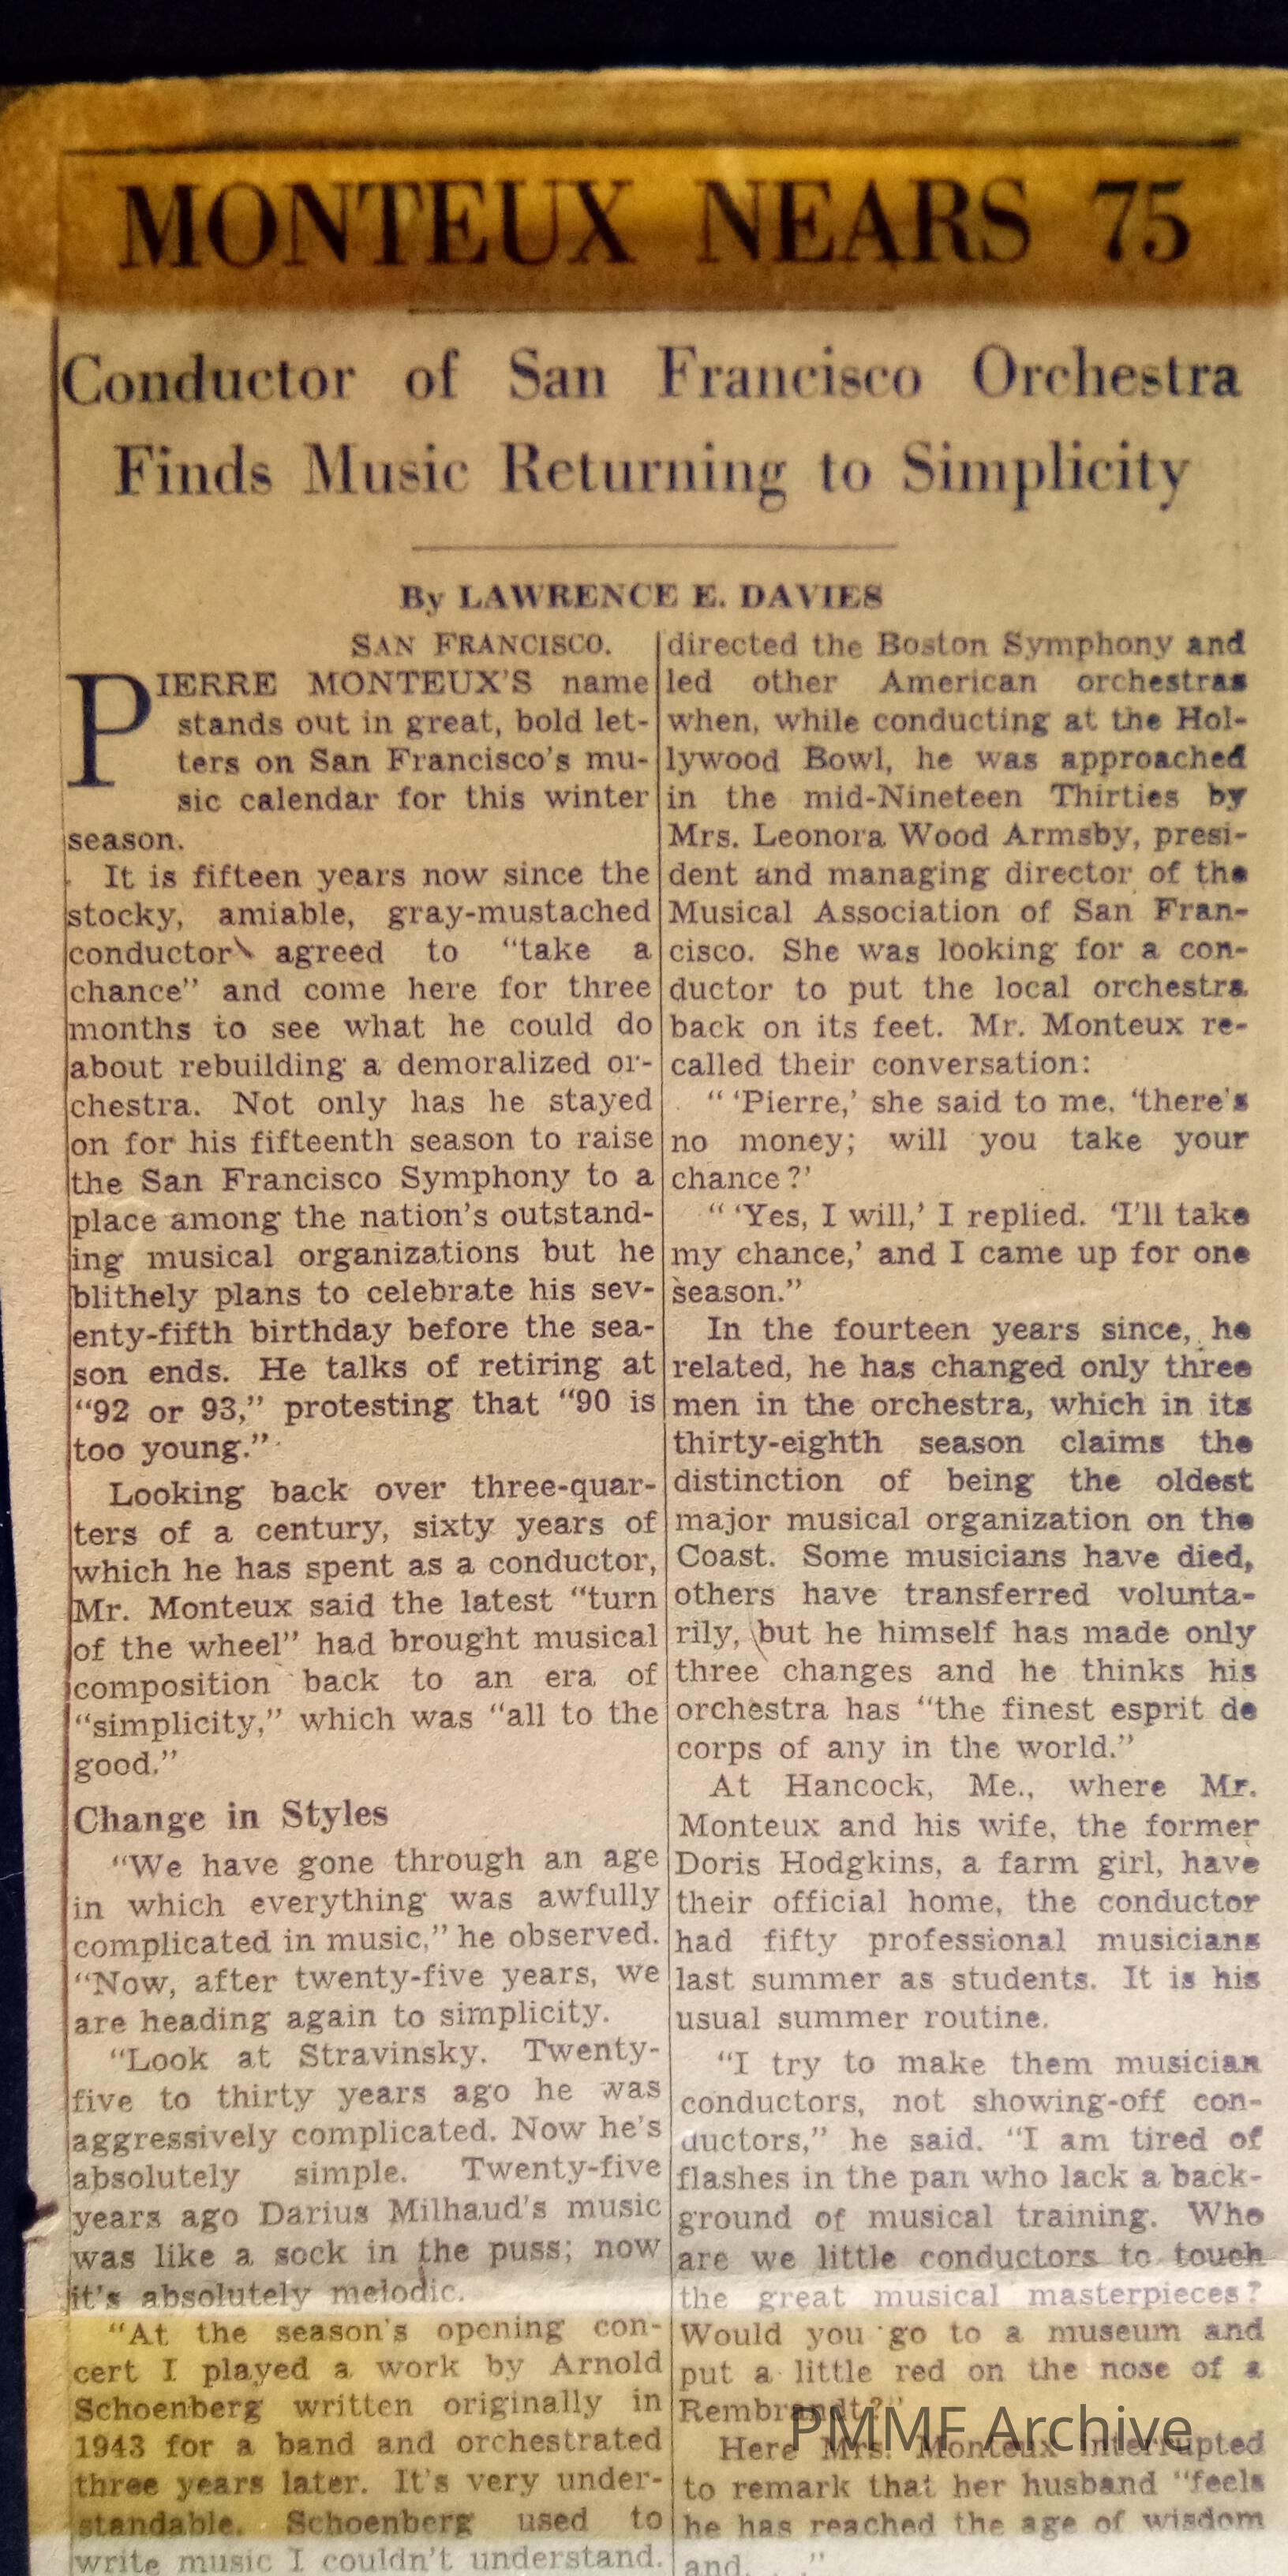 MONTEUX NEARS 75
Conductor of San Francisco Orchestra
Finds Music Returning to Simplicity
By LAWRENCE E. DAVIES
SAN FRANCISCO.
PIERRE MONTEUX'S name
stands out in great, bold let-
ters on San Francisco's mu-
sic calendar for this winter
season.
It is fifteen years now since the
stocky, amiable, gray-mustached
conductor agreed to "take a
chance" and come here for three
months to see what he could do
about rebuilding a demoralized or-
chestra. Not only has he stayed
on for his fifteenth season to raise
the San Francisco Symphony to a
place among the nation's outstand-
ing musical organizations but he
blithely plans to celebrate his sev-
enty-fifth birthday before the sea-
son ends. He talks of retiring at
"92 or 93," protesting that "90 is
too young."
Looking back over three-quar-
ters of a century, sixty years of
which he has spent as a conductor,
Mr. Monteux said the latest "turn
of the wheel" had brought musical
composition back to an era of
"simplicity," which was "all to the
good."
Change in Styles
"We have gone through an age
in which everything was awfully
complicated in music," he observed.
"Now, after twenty-five years, we
are heading again to simplicity.
"Look at Stravinsky. Twenty-
five to thirty years ago he was
aggressively complicated. Now he's
absolutely simple. Twenty-five
years ago Darius Milhaud's music
was like a sock in the puss; now
it's absolutely melodic.
"At the season's opening con-
cert I played a work by Arnold
Schoenberg written originally in
1943 for a band and orchestrated
three years later. It's very under-
standable. Schoenberg used to
write music I couldn't understand.
directed the Boston Symphony and
led other American orchestras
when, while conducting at the Hol-
lywood Bowl, he was approached
in the mid-Nineteen Thirties by
Mrs. Leonora Wood Armsby, presi-
dent and managing director of the
Musical Association of San Fran-
cisco. She was looking for a con-
ductor to put the local orchestra
back on its feet. Mr. Monteux re-
called their conversation:
" 'Pierre,' she said to me, 'there's
no money; will you take your
chance?'
" 'Yes, I will,' I replied. 'I'll take
my chance,' and I came up for one
season."
In the fourteen years since, he
related, he has changed only three
men in the orchestra, which in its
thirty-eighth season claims the
distinction of being the oldest
major musical organization on the
Coast. Some musicians have died,
others have transferred volunta-
rily, but he himself has made only
three changes and he thinks his
orchestra has "the finest esprit de
corps of any in the world."
At Hancock, Me., where Mr.
Monteux and his wife, the former
Doris Hodgkins, a farm girl, have
their official home, the conductor
had fifty professional musicians
last summer as students. It is his
usual summer routine.
"I try to make them musician
conductors, not showing-off con-
ductors," he said. "I am tired of
flashes in the pan who lack a back-
ground of musical training. Who
are we little conductors to touch
the great musical masterpieces?
Would you go to a museum and
put a little red on the nose of a
Rembrandt?"
Here Mrs. Monteux interrupted
to remark that her husband "feels
he has reached the age of wisdom
and. . . ."
PMMF Archive